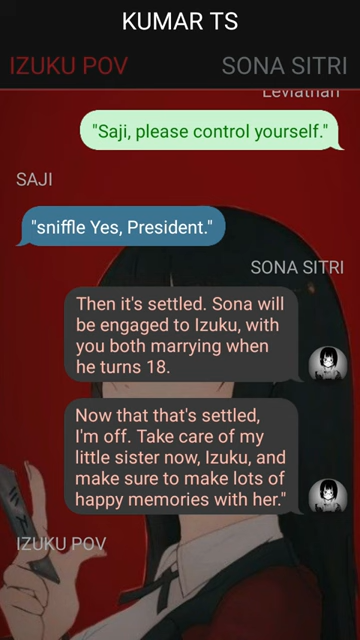 KUMAR TS
IZUKU POV
SONA SITRI
Leviathan
"Saji, please control yourself."
SAJI
"sniffle Yes, President."
SONA SITRI
Then it's settled. Sona will
be engaged to Izuku, with
you both marrying when
he turns 18.
Now that that's settled,
I'm off. Take care of my
little sister now, Izuku, and
make sure to make lots of
happy memories with her."
IZUKU POV